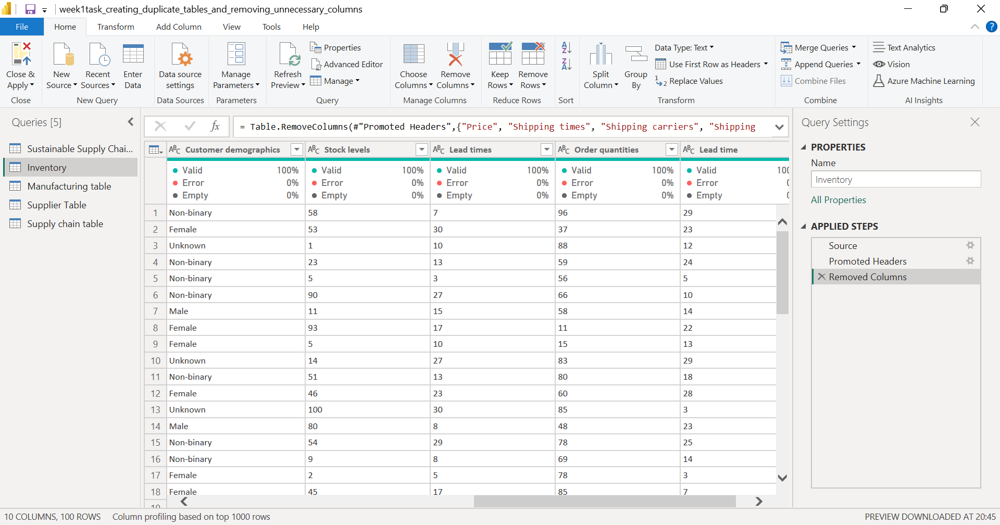 week1task_creating_duplicate_tables_and_removing_unnecessary_columns
File Home Transform Add Column View Tools Help
Close & Apply
Close
New Source
Recent Sources
Enter Data
New Query
Data source settings
Data Sources
Manage Parameters
Parameters
Refresh Preview
Properties
Advanced Editor
Manage
Query
Choose Columns
Remove Columns
Manage Columns
Keep Rows
Remove Rows
Reduce Rows
Sort
Split Column
Group By
Data Type: Text
Use First Row as Headers
Replace Values
Transform
Merge Queries
Append Queries
Combine Files
Combine
Text Analytics
Vision
Azure Machine Learning
AI Insights
Queries [5]
Sustainable Supply Chai...
Inventory
Manufacturing table
Supplier Table
Supply chain table
fx = Table.RemoveColumns(#"Promoted Headers",{"Price", "Shipping times", "Shipping carriers", "Shipping
Customer demographics Stock levels Lead times Order quantities Lead time
Valid 100% Valid 100% Valid 100% Valid 100% Valid
Error 0% Error 0% Error 0% Error 0% Error
Empty 0% Empty 0% Empty 0% Empty 0% Empty
1 Non-binary 58 7 96 29
2 Female 53 30 37 23
3 Unknown 1 10 88 12
4 Non-binary 23 13 59 24
5 Non-binary 5 3 56 5
6 Non-binary 90 27 66 10
7 Male 11 15 58 14
8 Female 93 17 11 22
9 Female 5 10 15 13
10 Unknown 14 27 83 29
11 Non-binary 51 13 80 18
12 Female 46 23 60 28
13 Unknown 100 30 85 3
14 Male 80 8 48 23
15 Non-binary 54 29 78 25
16 Non-binary 9 8 69 14
17 Female 2 5 78 3
18 Female 45 17 85 7
Query Settings
PROPERTIES
Name
Inventory
All Properties
APPLIED STEPS
Source
Promoted Headers
Removed Columns
10 COLUMNS, 100 ROWS Column profiling based on top 1000 rows
PREVIEW DOWNLOADED AT 20:45